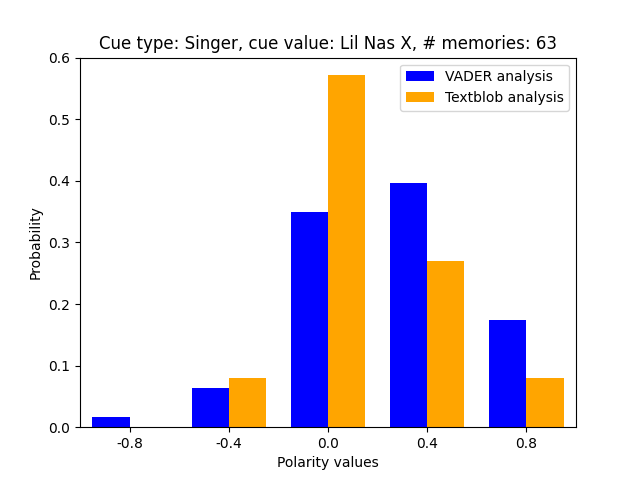 Cue type: Singer, cue value: Lil Nas X, # memories: 63
VADER analysis
Textblob analysis
Probability
0.6
0.5
0.4
0.3
0.2
0.1
0.0
-0.8 -0.4 0.0 0.4 0.8
Polarity values